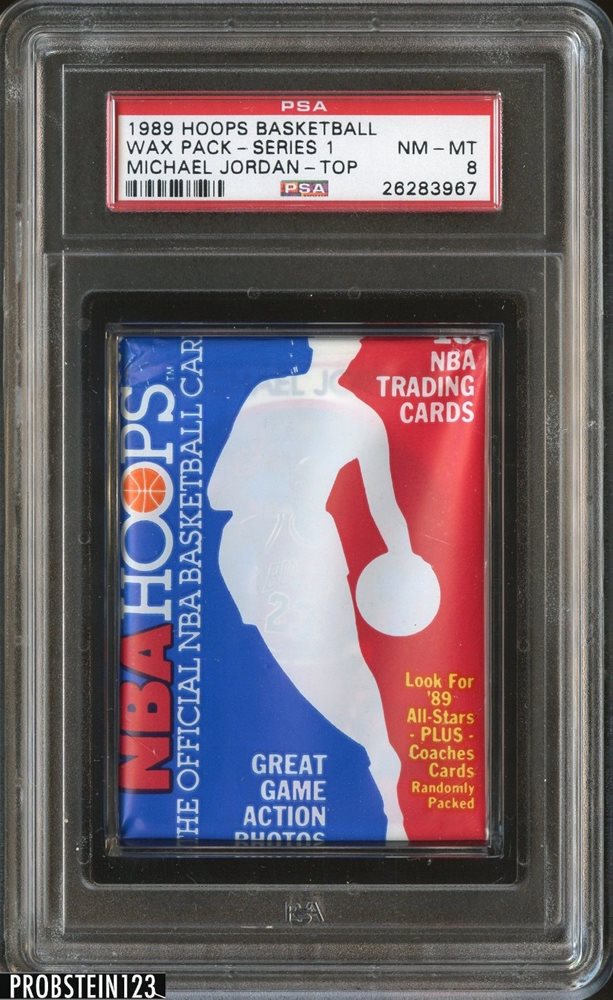 PSA
1989 HOOPS BASKETBALL
WAX PACK - SERIES 1 NM - MT
MICHAEL JORDAN - TOP 8
PSA 26283967
NBA
TRADING
CARDS
NBA HOOPS™
THE OFFICIAL NBA BASKETBALL CAR
Look For
'89
All-Stars
- PLUS -
Coaches
Cards
Randomly
Packed
GREAT
GAME
ACTION
PHOTOS
PSA
PROBSTEIN123